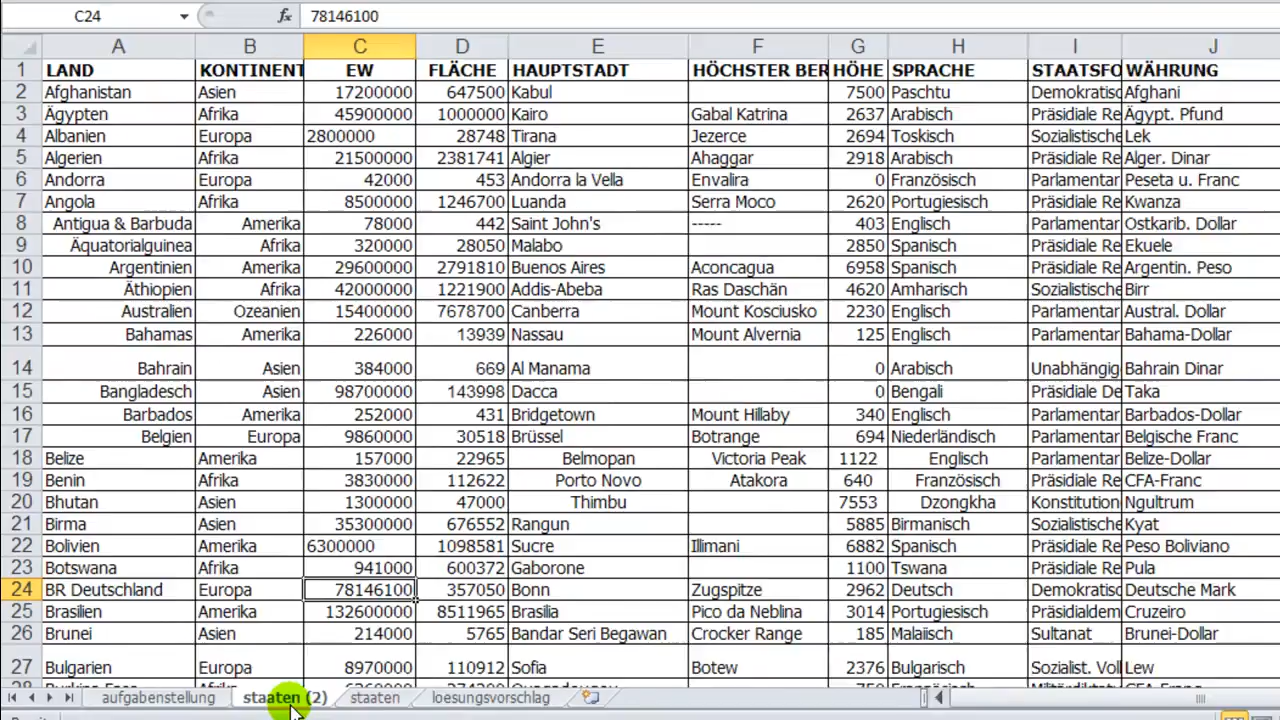 C24 fx 78146100
A B C D E F G H I J
1 LAND KONTINENT EW FLÄCHE HAUPTSTADT HÖCHSTER BER HÖHE SPRACHE STAATSFO WÄHRUNG
2 Afghanistan Asien 17200000 647500 Kabul 7500 Paschtu Demokratisc Afghani
3 Ägypten Afrika 45900000 1000000 Kairo Gabal Katrina 2637 Arabisch Präsidiale Re Ägypt. Pfund
4 Albanien Europa 2800000 28748 Tirana Jezerce 2694 Toskisch Sozialistische Lek
5 Algerien Afrika 21500000 2381741 Algier Ahaggar 2918 Arabisch Präsidiale Re Alger. Dinar
6 Andorra Europa 42000 453 Andorra la Vella Envalira 0 Französisch Parlamentar Peseta u. Franc
7 Angola Afrika 8500000 1246700 Luanda Serra Moco 2620 Portugiesisch Präsidiale Re Kwanza
8 Antigua & Barbuda Amerika 78000 442 Saint John's ----- 403 Englisch Parlamentar Ostkarib. Dollar
9 Äquatorialguinea Afrika 320000 28050 Malabo 2850 Spanisch Präsidiale Re Ekuele
10 Argentinien Amerika 29600000 2791810 Buenos Aires Aconcagua 6958 Spanisch Präsidiale Re Argentin. Peso
11 Äthiopien Afrika 42000000 1221900 Addis-Abeba Ras Daschän 4620 Amharisch Sozialistische Birr
12 Australien Ozeanien 15400000 7678700 Canberra Mount Kosciusko 2230 Englisch Parlamentar Austral. Dollar
13 Bahamas Amerika 226000 13939 Nassau Mount Alvernia 125 Englisch Parlamentar Bahama-Dollar
14 Bahrain Asien 384000 669 Al Manama 0 Arabisch Unabhängig Bahrain Dinar
15 Bangladesch Asien 98700000 143998 Dacca 0 Bengali Präsidiale De Taka
16 Barbados Amerika 252000 431 Bridgetown Mount Hillaby 340 Englisch Parlamentar Barbados-Dollar
17 Belgien Europa 9860000 30518 Brüssel Botrange 694 Niederländisch Parlamentar Belgische Franc
18 Belize Amerika 157000 22965 Belmopan Victoria Peak 1122 Englisch Parlamentar Belize-Dollar
19 Benin Afrika 3830000 112622 Porto Novo Atakora 640 Französisch Präsidiale Re CFA-Franc
20 Bhutan Asien 1300000 47000 Thimbu 7553 Dzongkha Konstitution Ngultrum
21 Birma Asien 35300000 676552 Rangun 5885 Birmanisch Sozialistische Kyat
22 Bolivien Amerika 6300000 1098581 Sucre Illimani 6882 Spanisch Präsidiale Re Peso Boliviano
23 Botswana Afrika 941000 600372 Gaborone 1100 Tswana Präsidiale Re Pula
24 BR Deutschland Europa 78146100 357050 Bonn Zugspitze 2962 Deutsch Demokratisc Deutsche Mark
25 Brasilien Amerika 132600000 8511965 Brasilia Pico da Neblina 3014 Portugiesisch Präsidialdem Cruzeiro
26 Brunei Asien 214000 5765 Bandar Seri Begawan Crocker Range 185 Malaiisch Sultanat Brunei-Dollar
27 Bulgarien Europa 8970000 110912 Sofia Botew 2376 Bulgarisch Sozialist. Vol Lew
aufgabenstellung staaten (2) staaten loesungsvorschlag